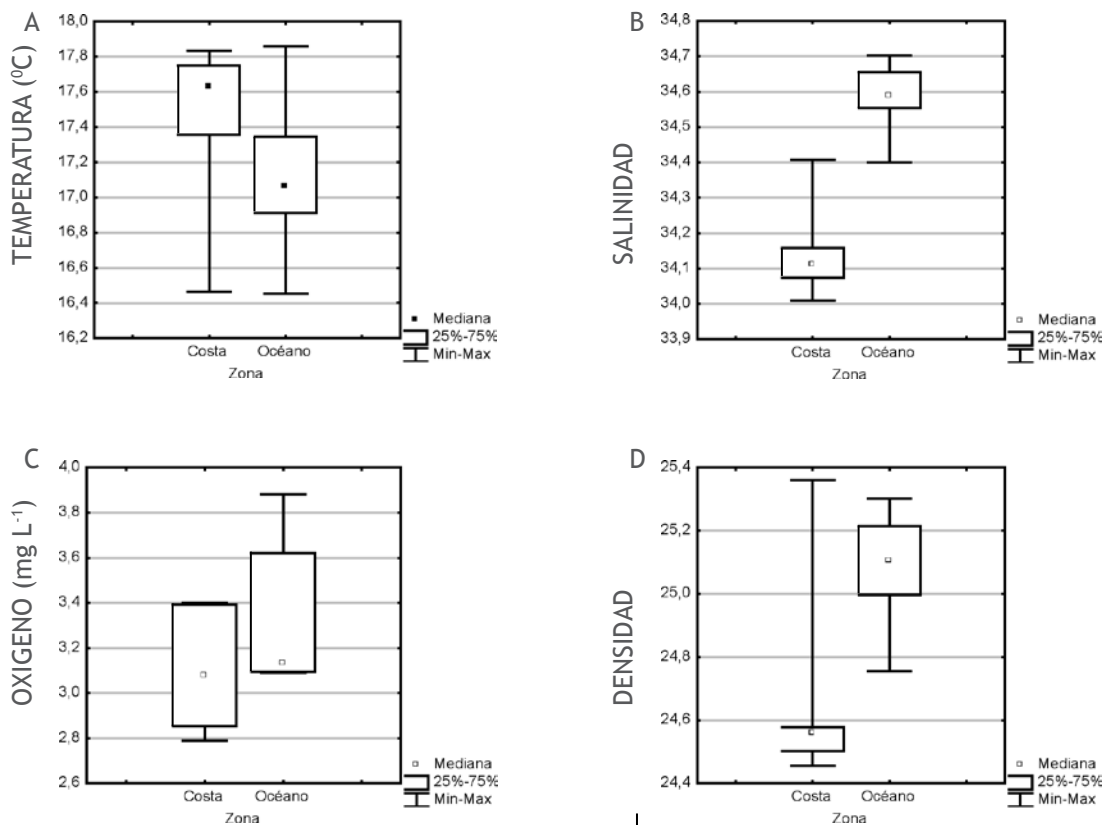 A
TEMPERATURA (⁰C)
18,0
17,8
17,6
17,4
17,2
17,0
16,8
16,6
16,4
16,2
Costa Océano
Zona
Mediana
25%-75%
Min-Max
B
SALINIDAD
34,8
34,7
34,6
34,5
34,4
34,3
34,2
34,1
34,0
33,9
Costa Océano
Zona
Mediana
25%-75%
Min-Max
C
OXIGENO (mg L⁻¹)
4,0
3,8
3,6
3,4
3,2
3,0
2,8
2,6
Costa Océano
Zona
Mediana
25%-75%
Min-Max
D
DENSIDAD
25,4
25,2
25,0
24,8
24,6
24,4
Costa Océano
Zona
Mediana
25%-75%
Min-Max